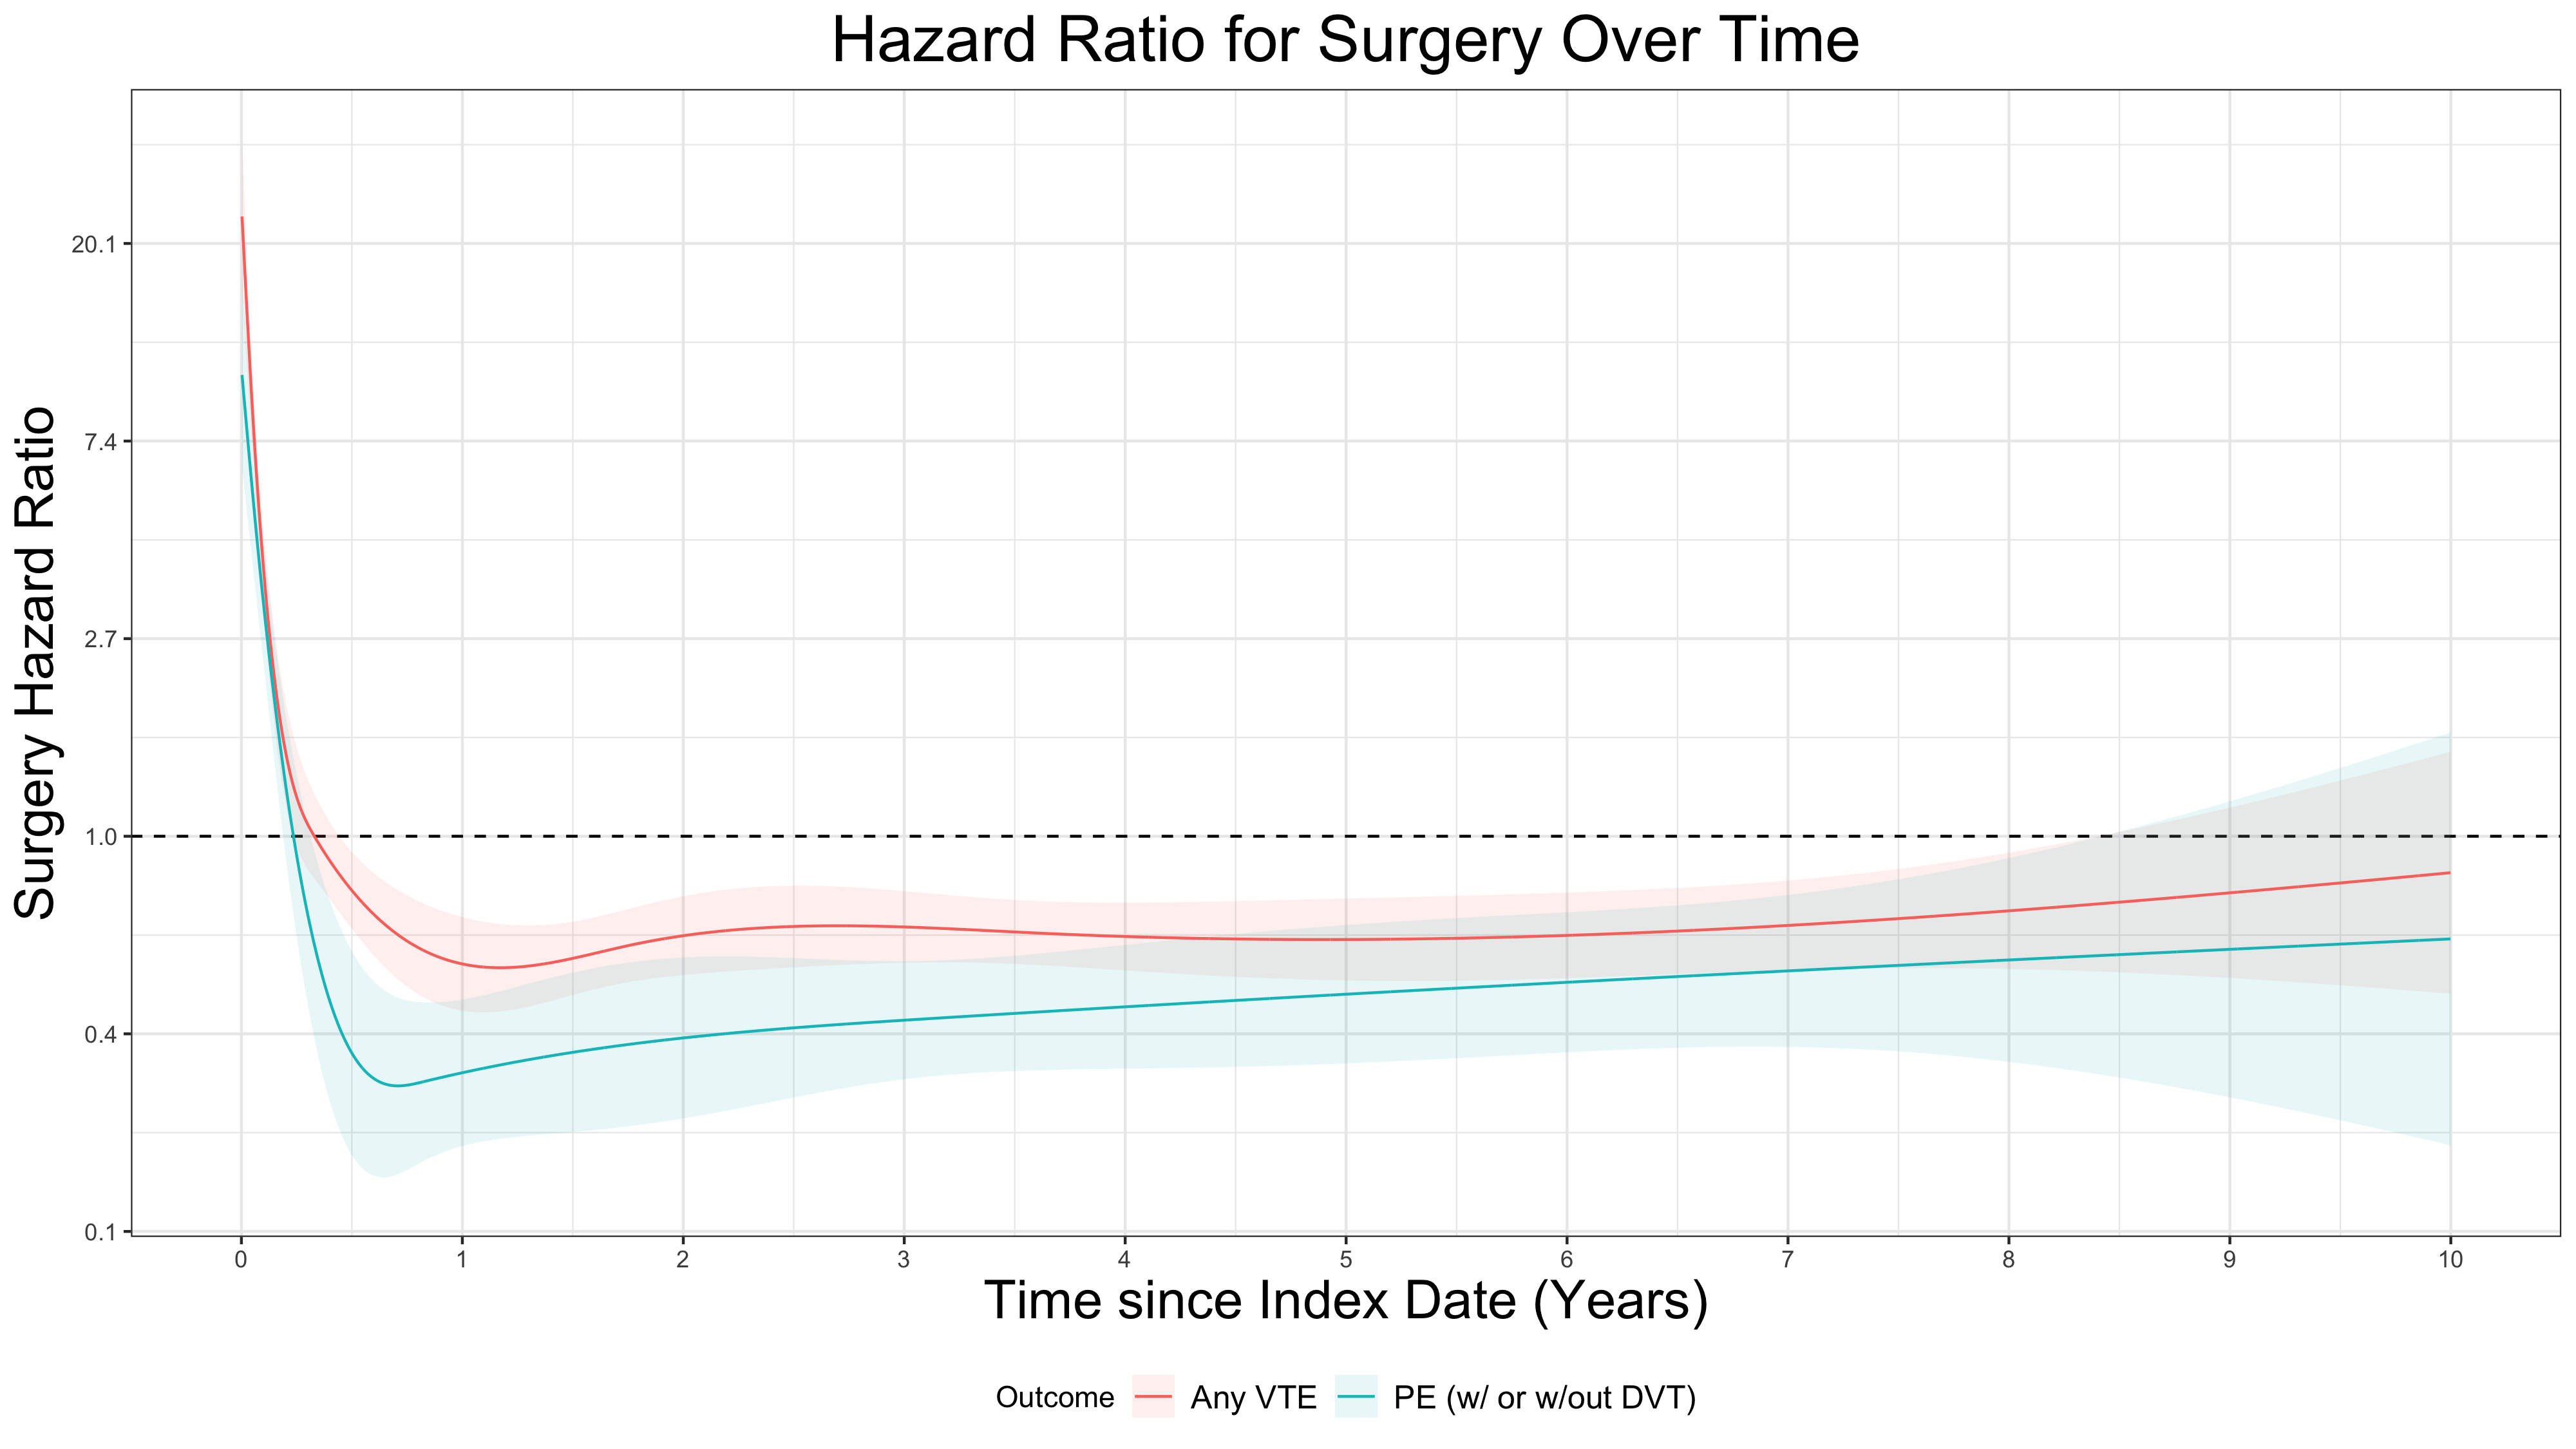 Hazard Ratio for Surgery Over Time
Surgery Hazard Ratio
20.1
7.4
2.7
1.0
0.4
0.1
0 1 2 3 4 5 6 7 8 9 10
Time since Index Date (Years)
Outcome Any VTE PE (w/ or w/out DVT)